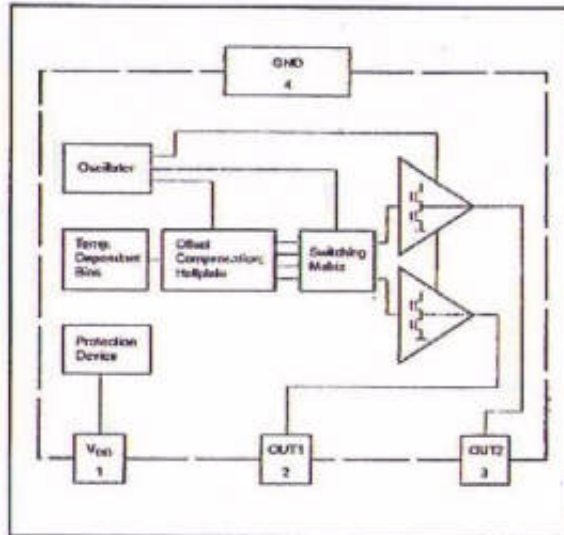 GND
4
Oscillator
Temp.
Dependent
Bias
Offset
Compensation;
Hallplate
Switching
Matrix
Protection
Device
VDD
1
OUT1
2
OUT2
3